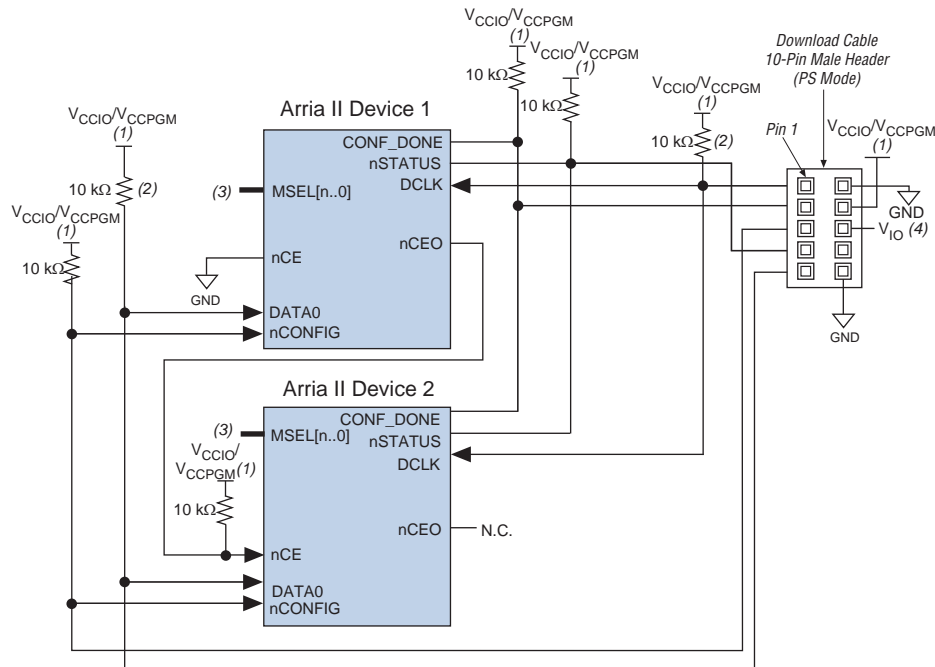 VCCIO/VCCPGM
(1)
10 kΩ
VCCIO/VCCPGM
(1)
10 kΩ
VCCIO/VCCPGM
(1)
10 kΩ
(2)
Download Cable
10-Pin Male Header
(PS Mode)
Pin 1
VCCIO/VCCPGM
(1)
GND
VIO (4)
GND
VCCIO/VCCPGM
(1)
10 kΩ
(2)
VCCIO/VCCPGM
(1)
10 kΩ
Arria II Device 1
CONF_DONE
nSTATUS
(3)
MSEL[n..0]
DCLK
nCEO
nCE
GND
DATA0
nCONFIG
Arria II Device 2
CONF_DONE
(3)
MSEL[n..0]
nSTATUS
DCLK
VCCIO/
VCCPGM (1)
10 kΩ
nCEO
N.C.
nCE
DATA0
nCONFIG